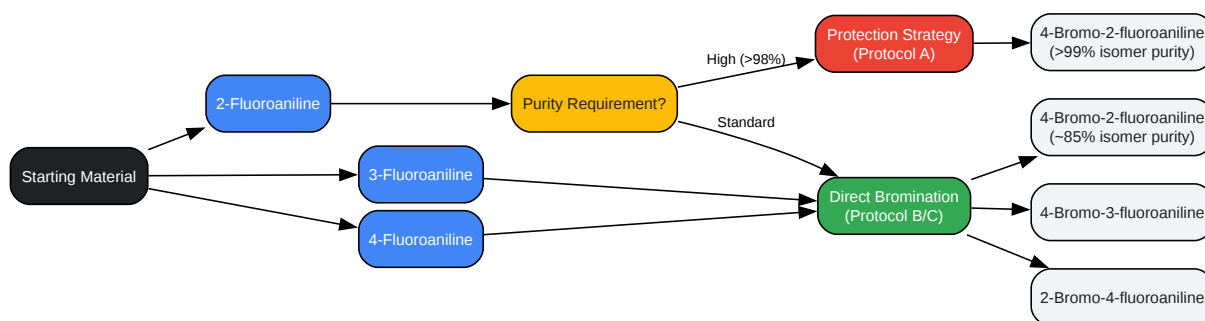 Starting Material
2-Fluoroaniline
3-Fluoroaniline
4-Fluoroaniline
Purity Requirement?
High (>98%)
Standard
Protection Strategy
(Protocol A)
Direct Bromination
(Protocol B/C)
4-Bromo-2-fluoroaniline
(>99% isomer purity)
4-Bromo-2-fluoroaniline
(~85% isomer purity)
4-Bromo-3-fluoroaniline
2-Bromo-4-fluoroaniline